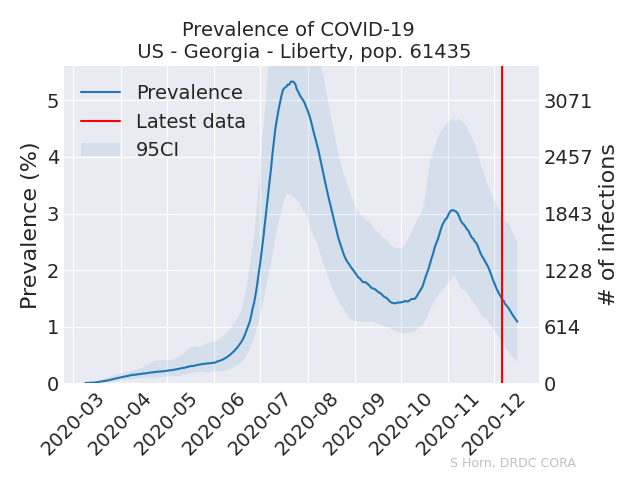 Prevalence of COVID-19
US - Georgia - Liberty, pop. 61435
Prevalence
Latest data
95CI
Prevalence (%)
5
4
3
2
1
0
3071
2457
1843
1228
614
0
# of infections
2020-03
2020-04
2020-05
2020-06
2020-07
2020-08
2020-09
2020-10
2020-11
2020-12
S Horn, DRDC CORA